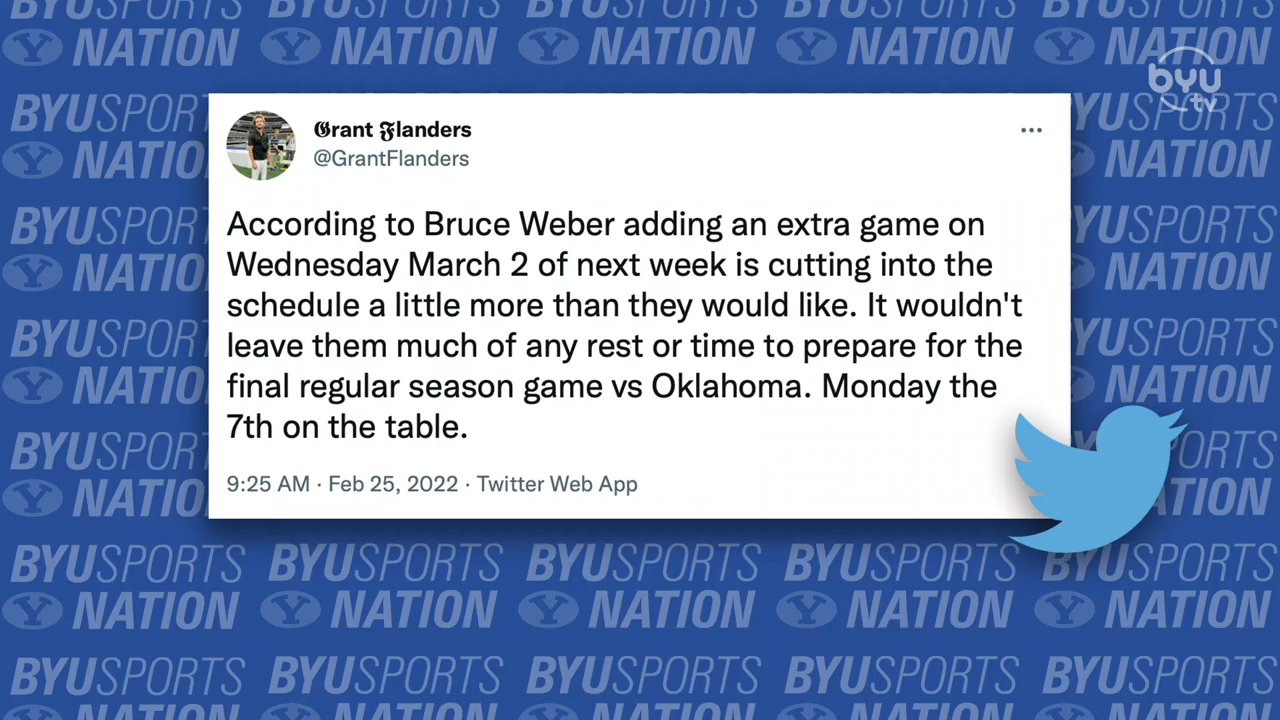 BYUSPORTS NATION
byu tv
𝕲rant 𝕱landers
@GrantFlanders
According to Bruce Weber adding an extra game on
Wednesday March 2 of next week is cutting into the
schedule a little more than they would like. It wouldn't
leave them much of any rest or time to prepare for the
final regular season game vs Oklahoma. Monday the
7th on the table.
9:25 AM · Feb 25, 2022 · Twitter Web App